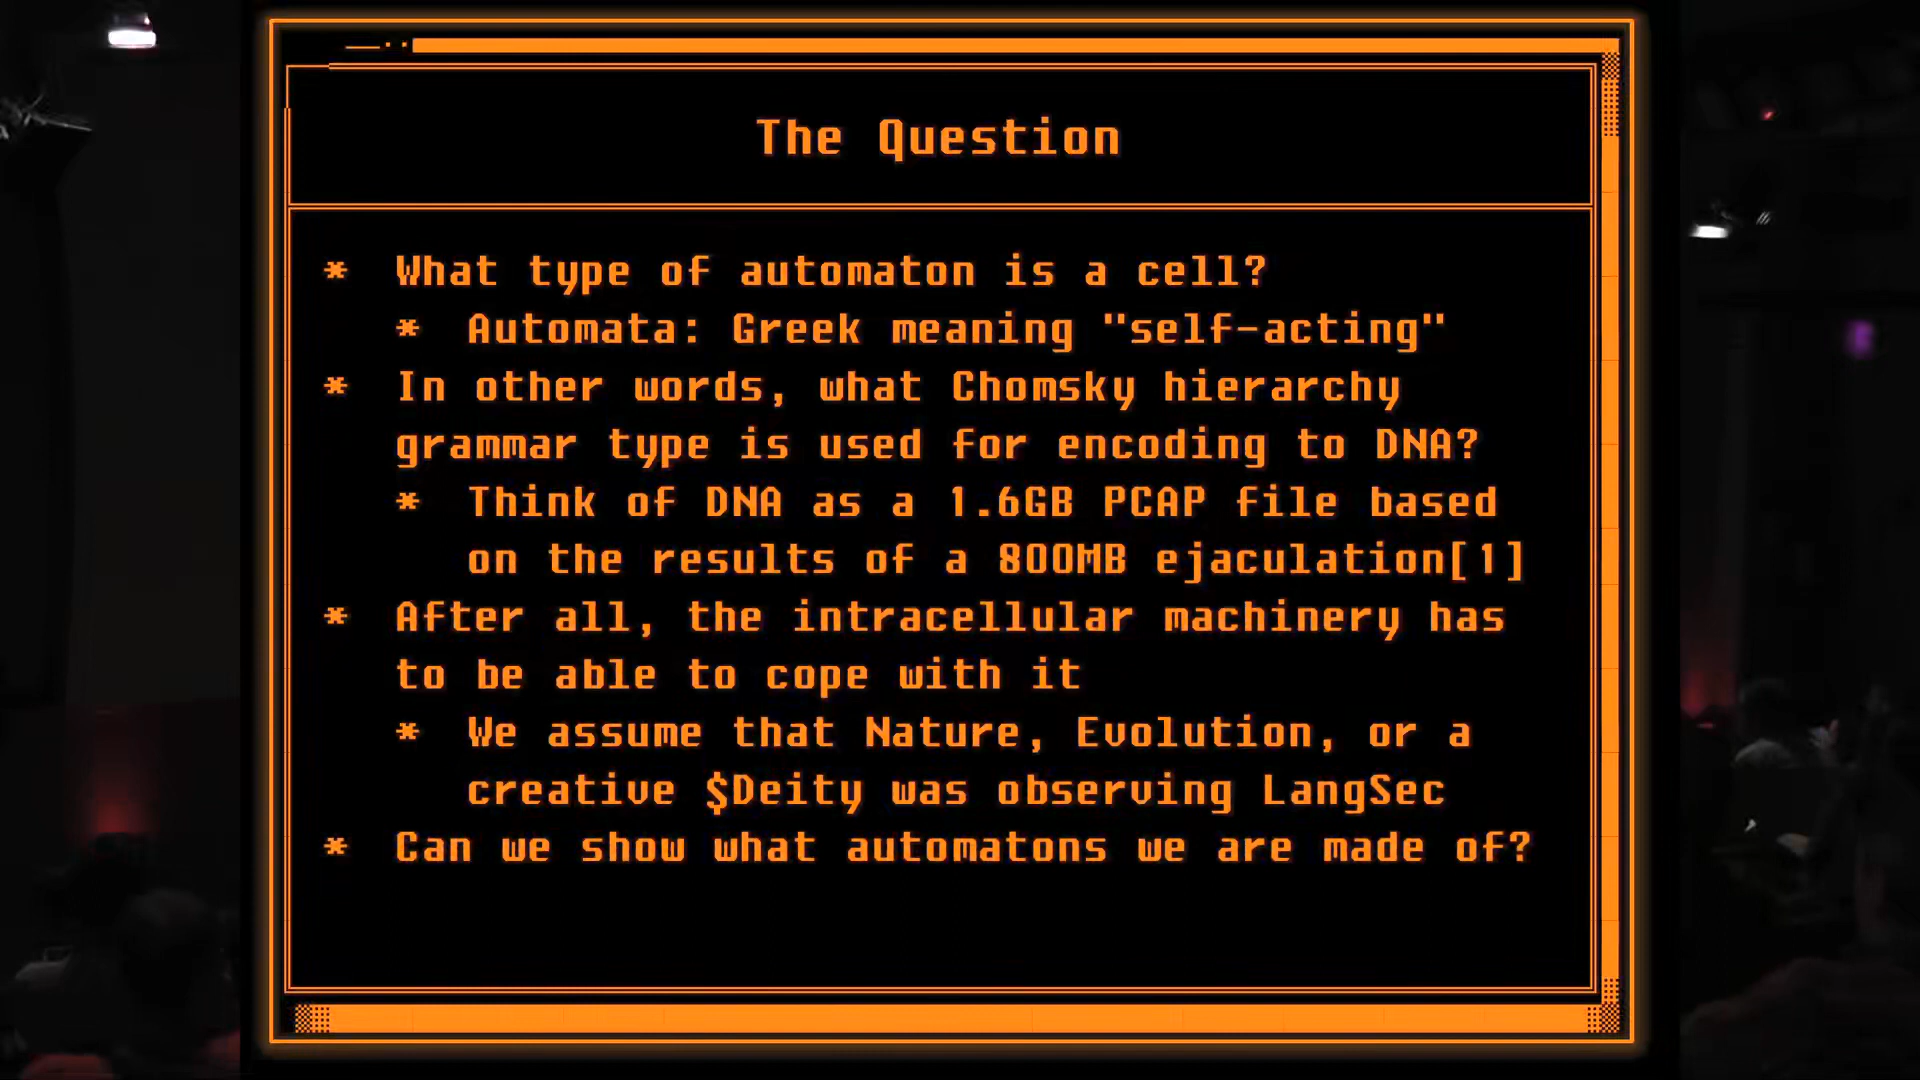 The Question
* What type of automaton is a cell?
* Automata: Greek meaning "self-acting"
* In other words, what Chomsky hierarchy
grammar type is used for encoding to DNA?
* Think of DNA as a 1.6GB PCAP file based
on the results of a 800MB ejaculation[1]
* After all, the intracellular machinery has
to be able to cope with it
* We assume that Nature, Evolution, or a
creative $Deity was observing LangSec
* Can we show what automatons we are made of?